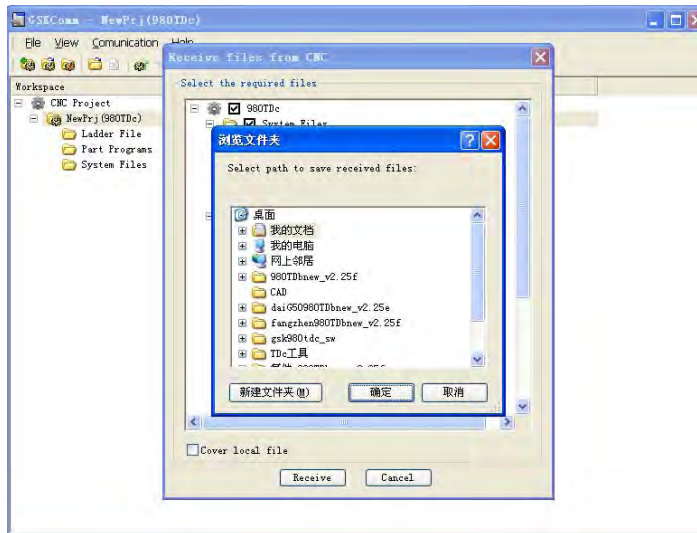 GSKComm - NewPrj(980TDc)
File View Comunication Help
Receive files from CNC
Workspace
CNC Project
NewPrj(980TDc)
Ladder File
Part Programs
System Files
Select the required files
980TDc
System Files
浏览文件夹
Select path to save received files:
桌面
我的文档
我的电脑
网上邻居
980TDbnew_v2.25f
CAD
daiG50980TDbnew_v2.25e
fangzhen980TDbnew_v2.25f
gsk980tdc_sw
TDc工具
新建文件夹(M)
确定
取消
Cover local file
Receive
Cancel